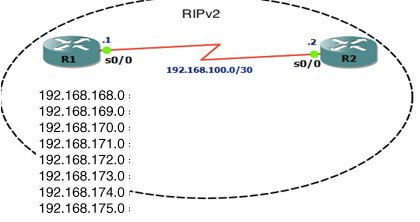 RIPv2
.1
.2
R1
s0/0
s0/0
R2
192.168.100.0/30
192.168.168.0 :
192.168.169.0 :
192.168.170.0 :
192.168.171.0 :
192.168.172.0 :
192.168.173.0 :
192.168.174.0 :
192.168.175.0 :